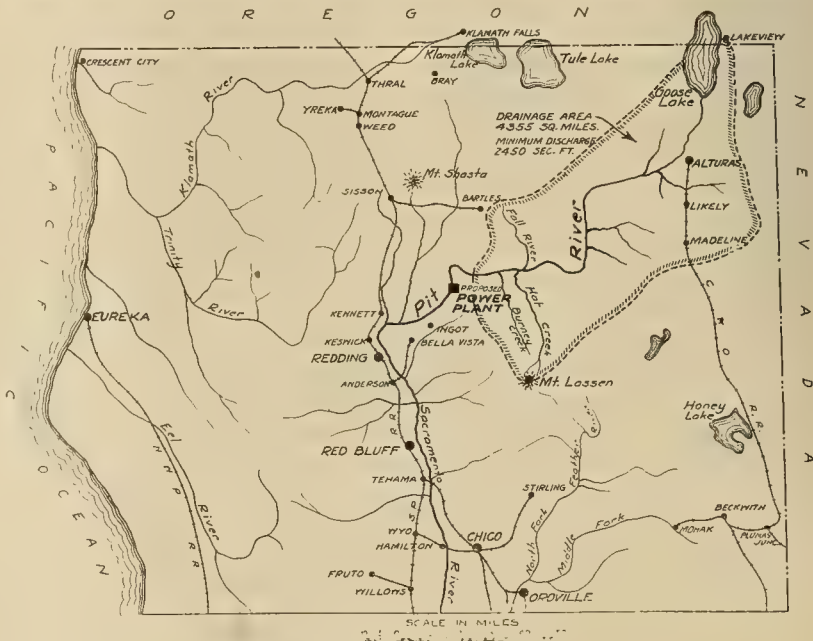 OREGON
KLAMATH FALLS
LAKEVIEW
CRESCENT CITY
Klamath
Lake
Tule Lake
THRAL
BRAY
Goose
Lake
River
YREKA
MONTAGUE
WEED
DRAINAGE AREA
4355 SQ. MILES.
MINIMUM DISCHARGE
2450 SEC. FT.
NEVADA
PACIFIC OCEAN
Klamath
Mt. Shasta
ALTURAS
SISSON
BARTLES
LIKELY
Fall River
River
Trinity
MADELINE
River
PROPOSED
POWER
PLANT
Pit
KENNETT
Hat
Creek
Burney
Creek
EUREKA
INGOT
KESWICK
BELLA VISTA
REDDING
ANDERSON
Mt. Lassen
Honey
Lake
R.R.
Sacramento
River
Eel
River
N W P R R
RED BLUFF
TEHAMA
STIRLING
S P R R
North Fork
Feather
Middle Fork
BECKWITH
MOHAK
PLUMAS
JUNC.
WYO
HAMILTON
CHICO
FRUTO
WILLOWS
OROVILLE
SCALE IN MILES